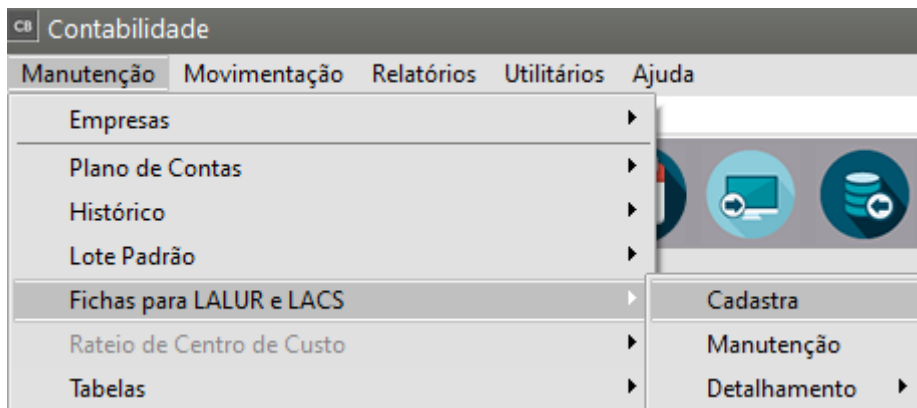 CB Contabilidade
Manutenção Movimentação Relatórios Utilitários Ajuda
Empresas
Plano de Contas
Histórico
Lote Padrão
Fichas para LALUR e LACS
Cadastra
Rateio de Centro de Custo
Manutenção
Tabelas
Detalhamento